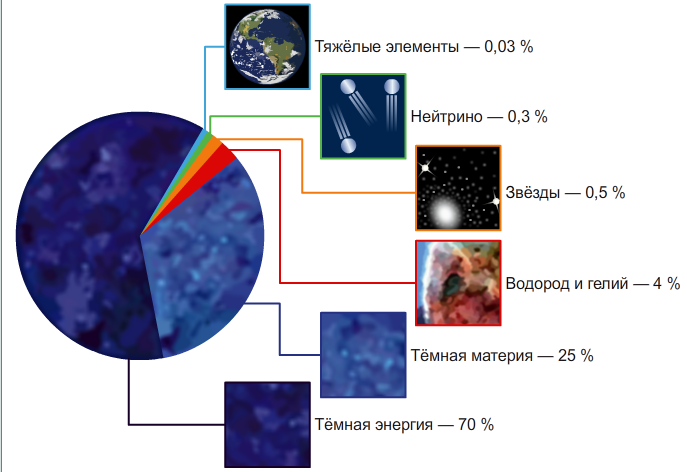 Тяжёлые элементы — 0,03 %
Нейтрино — 0,3 %
Звёзды — 0,5 %
Водород и гелий — 4 %
Тёмная материя — 25 %
Тёмная энергия — 70 %